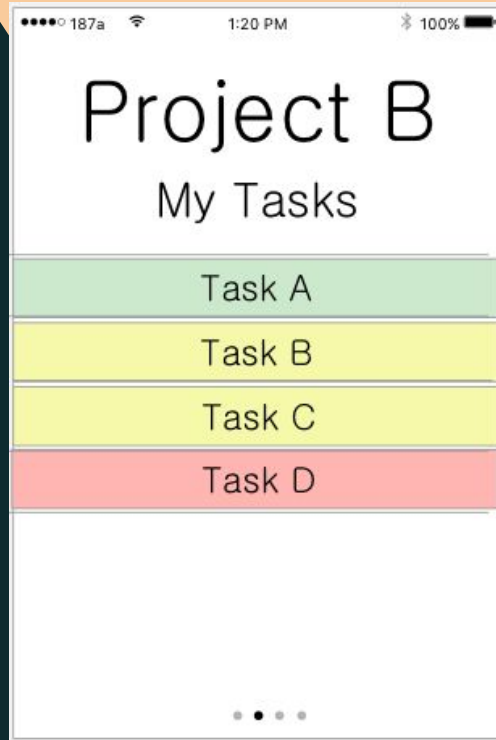 187a 1:20 PM 100%
Project B
My Tasks
Task A
Task B
Task C
Task D